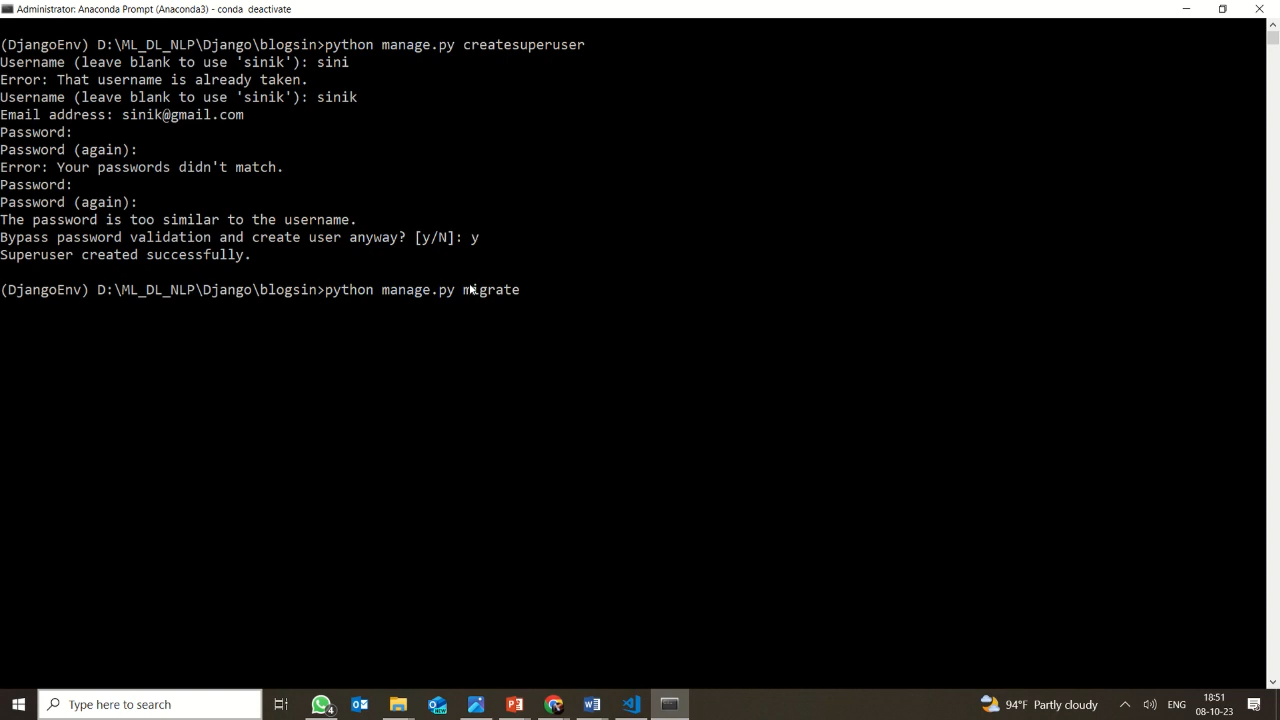 Administrator: Anaconda Prompt (Anaconda3) - conda deactivate
(DjangoEnv) D:\ML_DL_NLP\Django\blogsin>python manage.py createsuperuser
Username (leave blank to use 'sinik'): sini
Error: That username is already taken.
Username (leave blank to use 'sinik'): sinik
Email address: sinik@gmail.com
Password:
Password (again):
Error: Your passwords didn't match.
Password:
Password (again):
The password is too similar to the username.
Bypass password validation and create user anyway? [y/N]: y
Superuser created successfully.
(DjangoEnv) D:\ML_DL_NLP\Django\blogsin>python manage.py migrate
Type here to search
4
NEW
94°F Partly cloudy
ENG
18:51
08-10-23